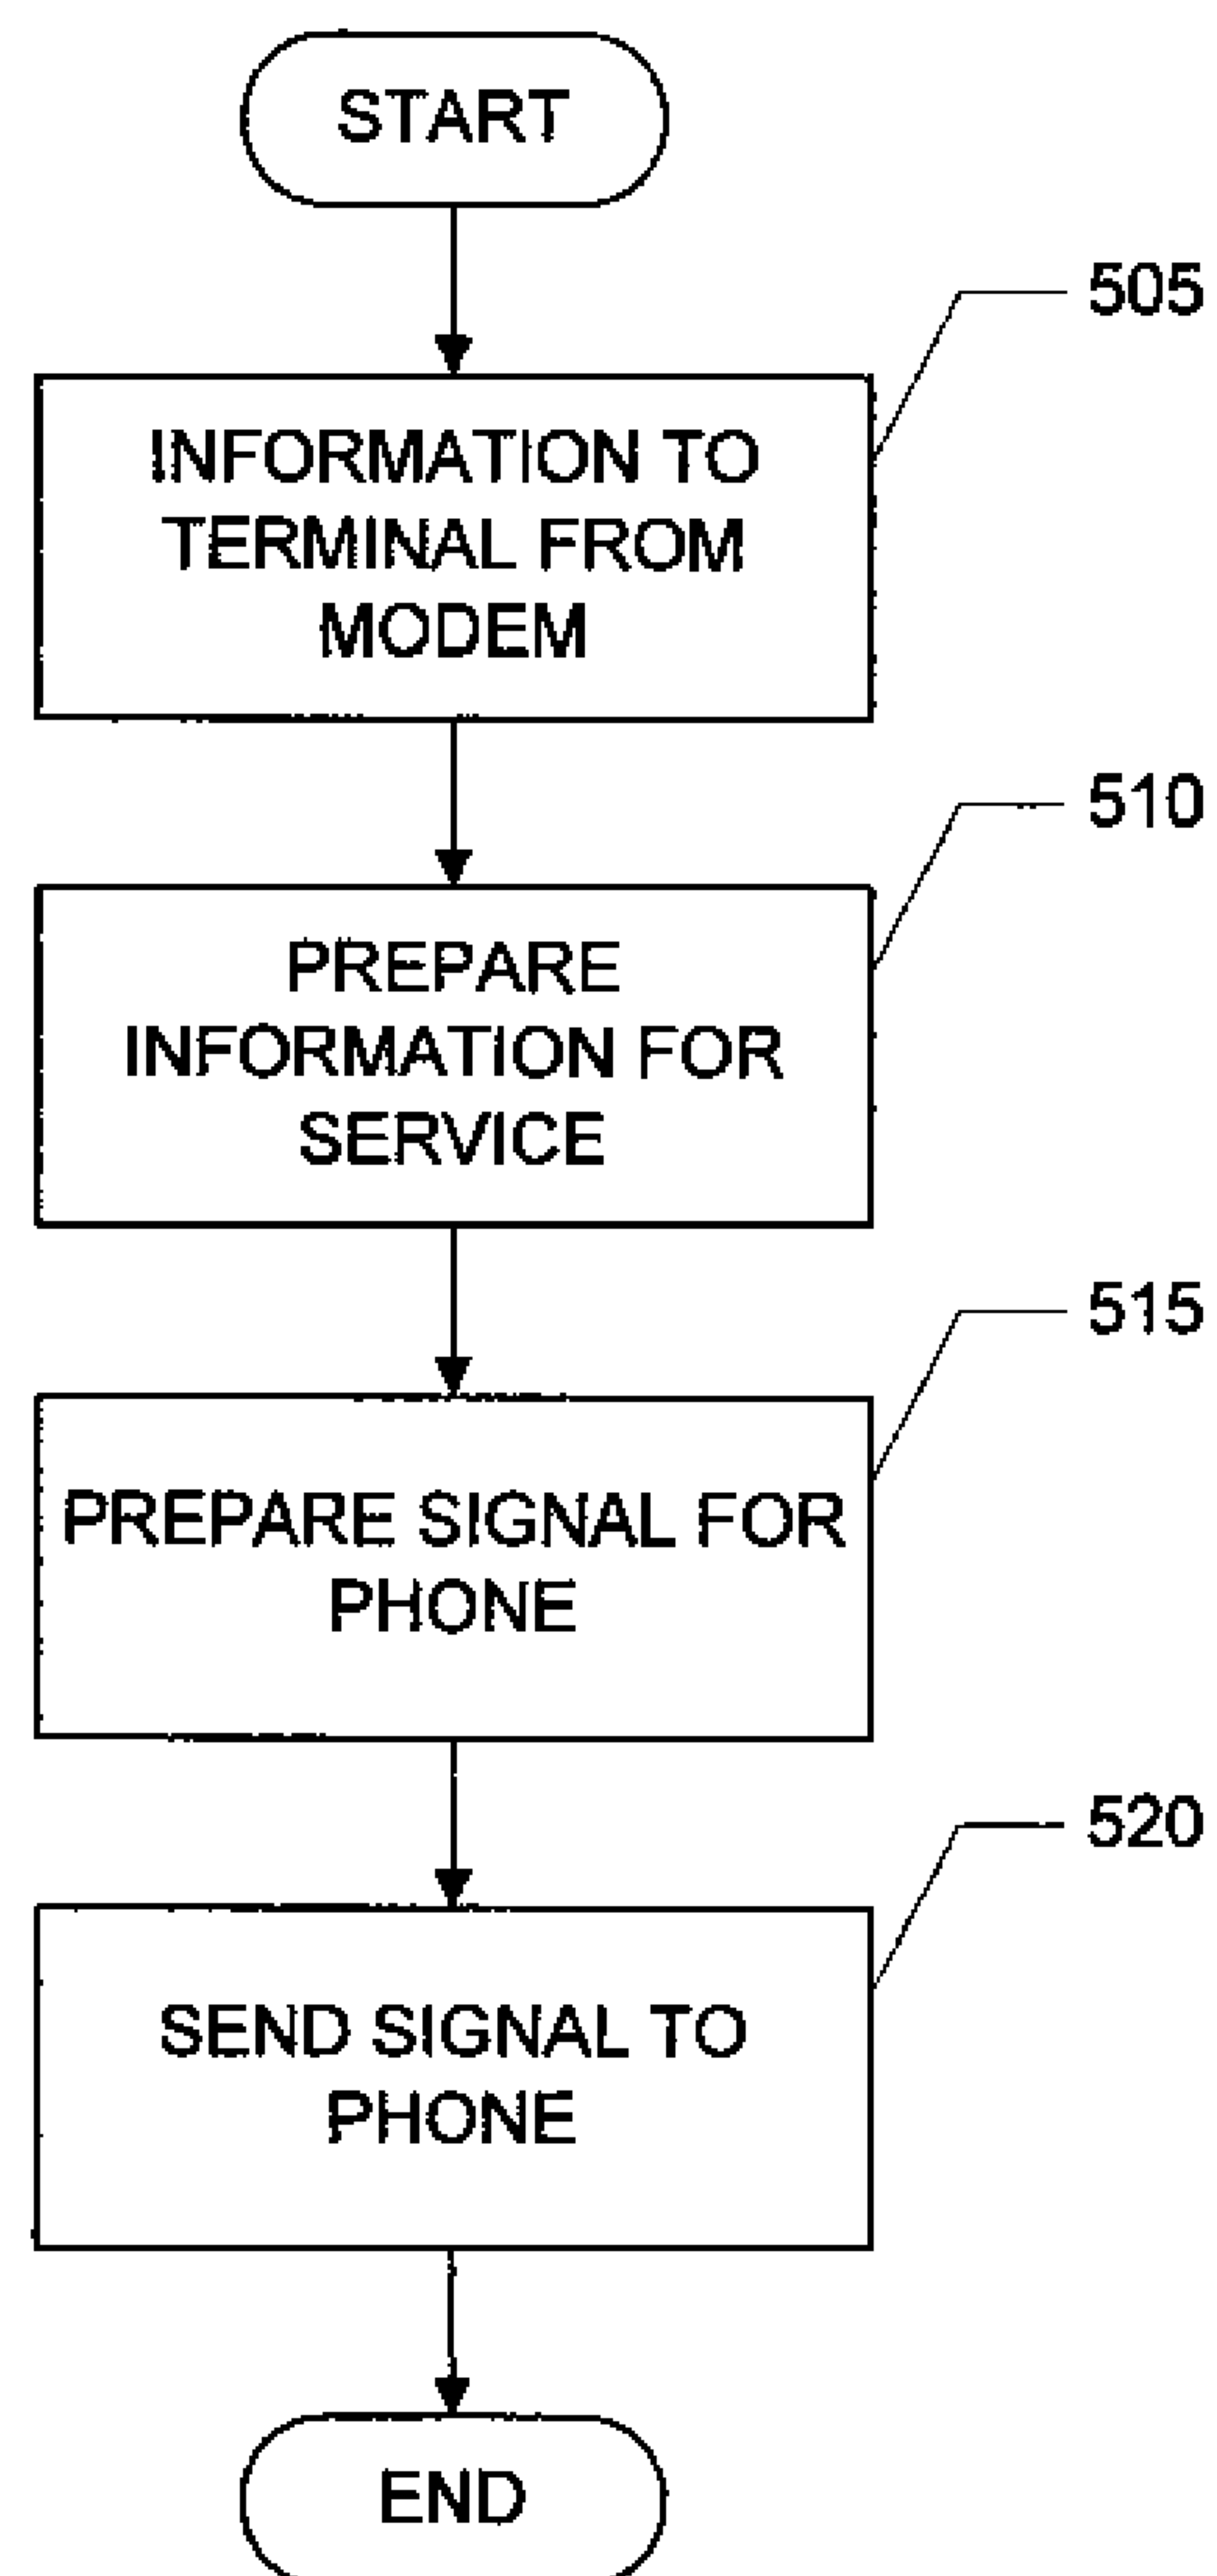 START
505
INFORMATION TO
TERMINAL FROM
MODEM
510
PREPARE
INFORMATION FOR
SERVICE
515
PREPARE SIGNAL FOR
PHONE
520
SEND SIGNAL TO
PHONE
END